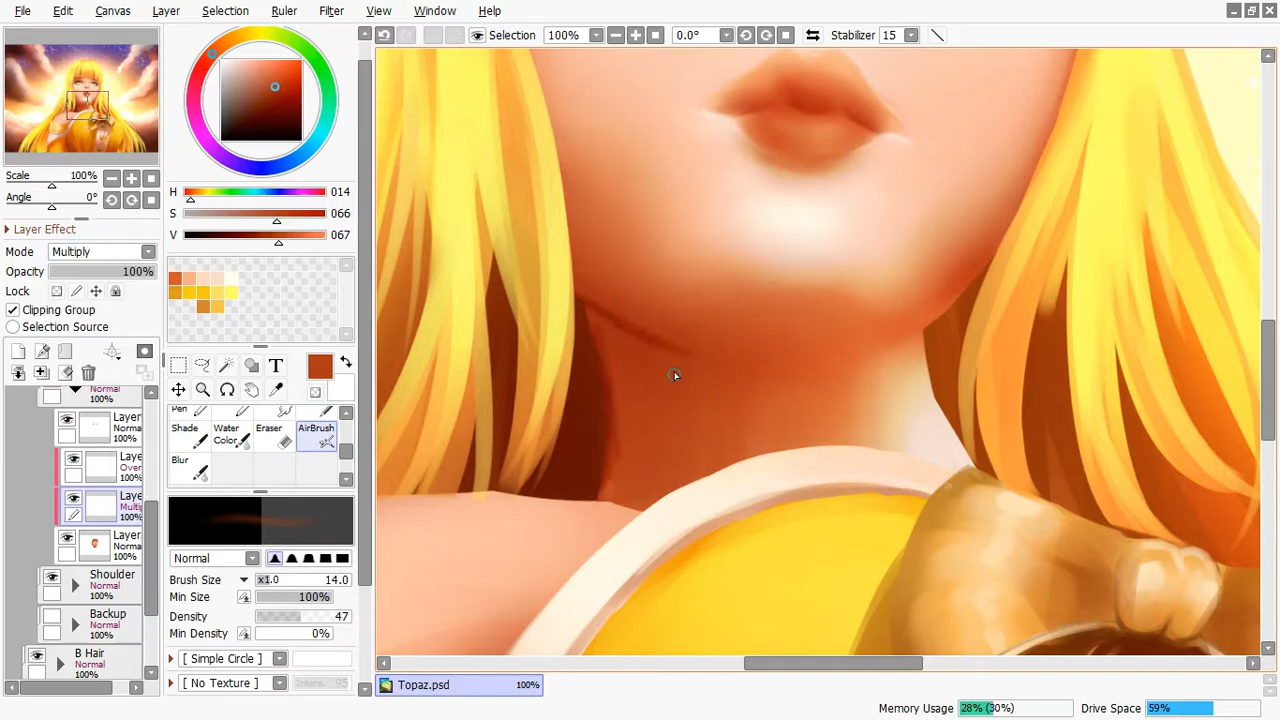 File Edit Canvas Layer Selection Ruler Filter View Window Help
Selection 100% 0.0° Stabilizer 15
Scale 100%
Angle 0°
Layer Effect
Mode Multiply
Opacity 100%
Lock
Clipping Group
Selection Source
Normal
100%
Layer
Norma
100%
Laye
Over
100%
Laye
Multip
100%
Layer
Norma
100%
Shoulder
Normal
100%
Backup
Normal
100%
B Hair
Normal
100%
H 014
S 066
V 067
T
Pen
Shade
Water
Color
Eraser
AirBrush
Blur
Normal
Brush Size x1.0 14.0
Min Size 100%
Density 47
Min Density 0%
[ Simple Circle ]
[ No Texture ] Intens. 95
Topaz.psd 100%
Memory Usage 28% (30%) Drive Space 59%